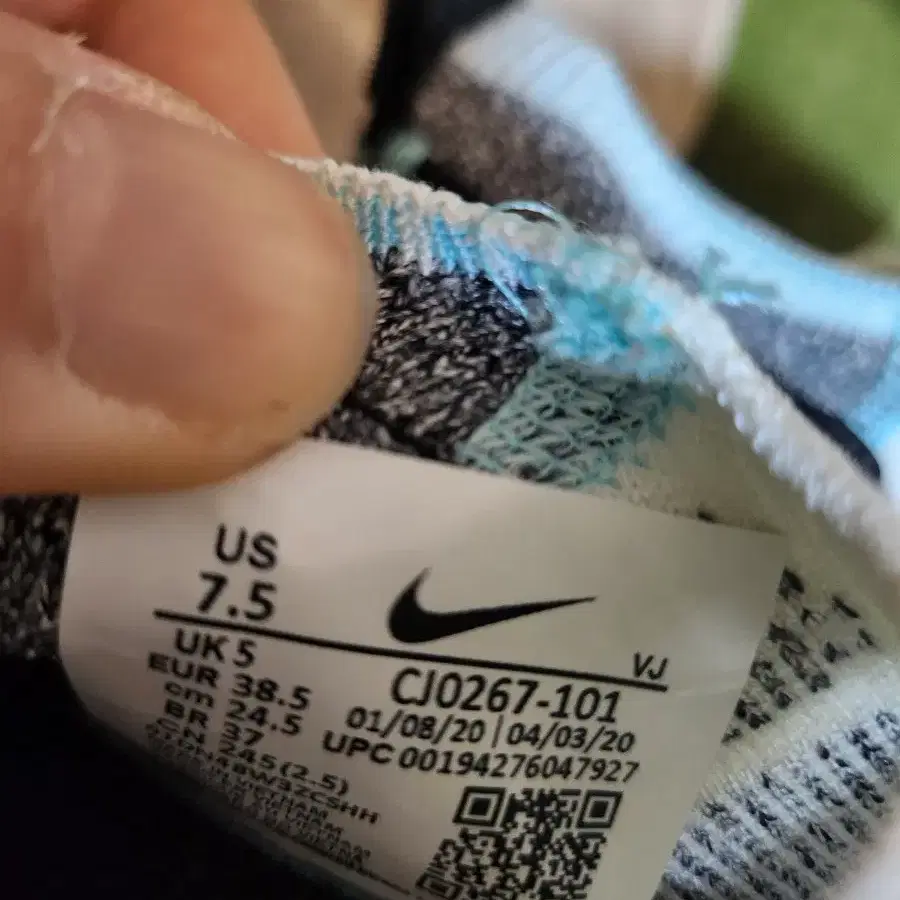 US
7.5
VJ
UK 5
EUR 38.5
cm 24.5
BR 37
CN 245(2.5)
CJ0267-101
01/08/20 | 04/03/20
UPC 00194276047927